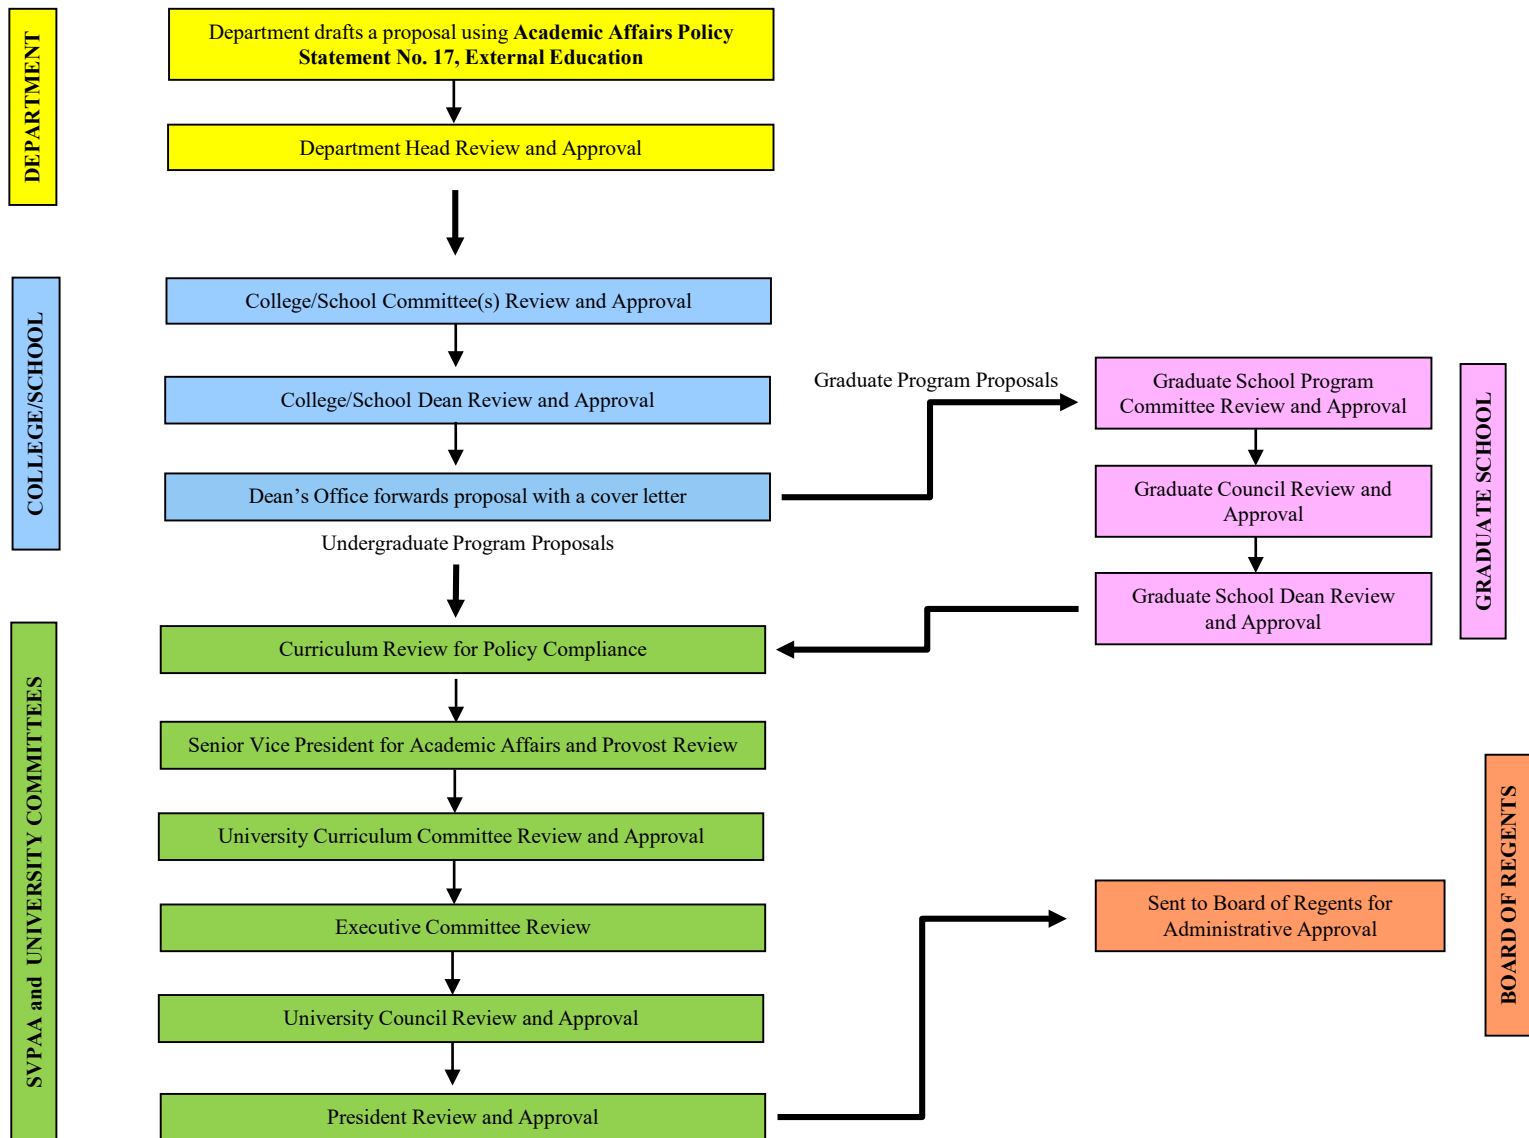 DEPARTMENT
Department drafts a proposal using Academic Affairs Policy
Statement No. 17, External Education
Department Head Review and Approval
COLLEGE/SCHOOL
College/School Committee(s) Review and Approval
College/School Dean Review and Approval
Dean’s Office forwards proposal with a cover letter
Graduate Program Proposals
Undergraduate Program Proposals
GRADUATE SCHOOL
Graduate School Program
Committee Review and Approval
Graduate Council Review and
Approval
Graduate School Dean Review
and Approval
SVPAA and UNIVERSITY COMMITTEES
Curriculum Review for Policy Compliance
Senior Vice President for Academic Affairs and Provost Review
University Curriculum Committee Review and Approval
Executive Committee Review
University Council Review and Approval
President Review and Approval
Sent to Board of Regents for
Administrative Approval
BOARD OF REGENTS